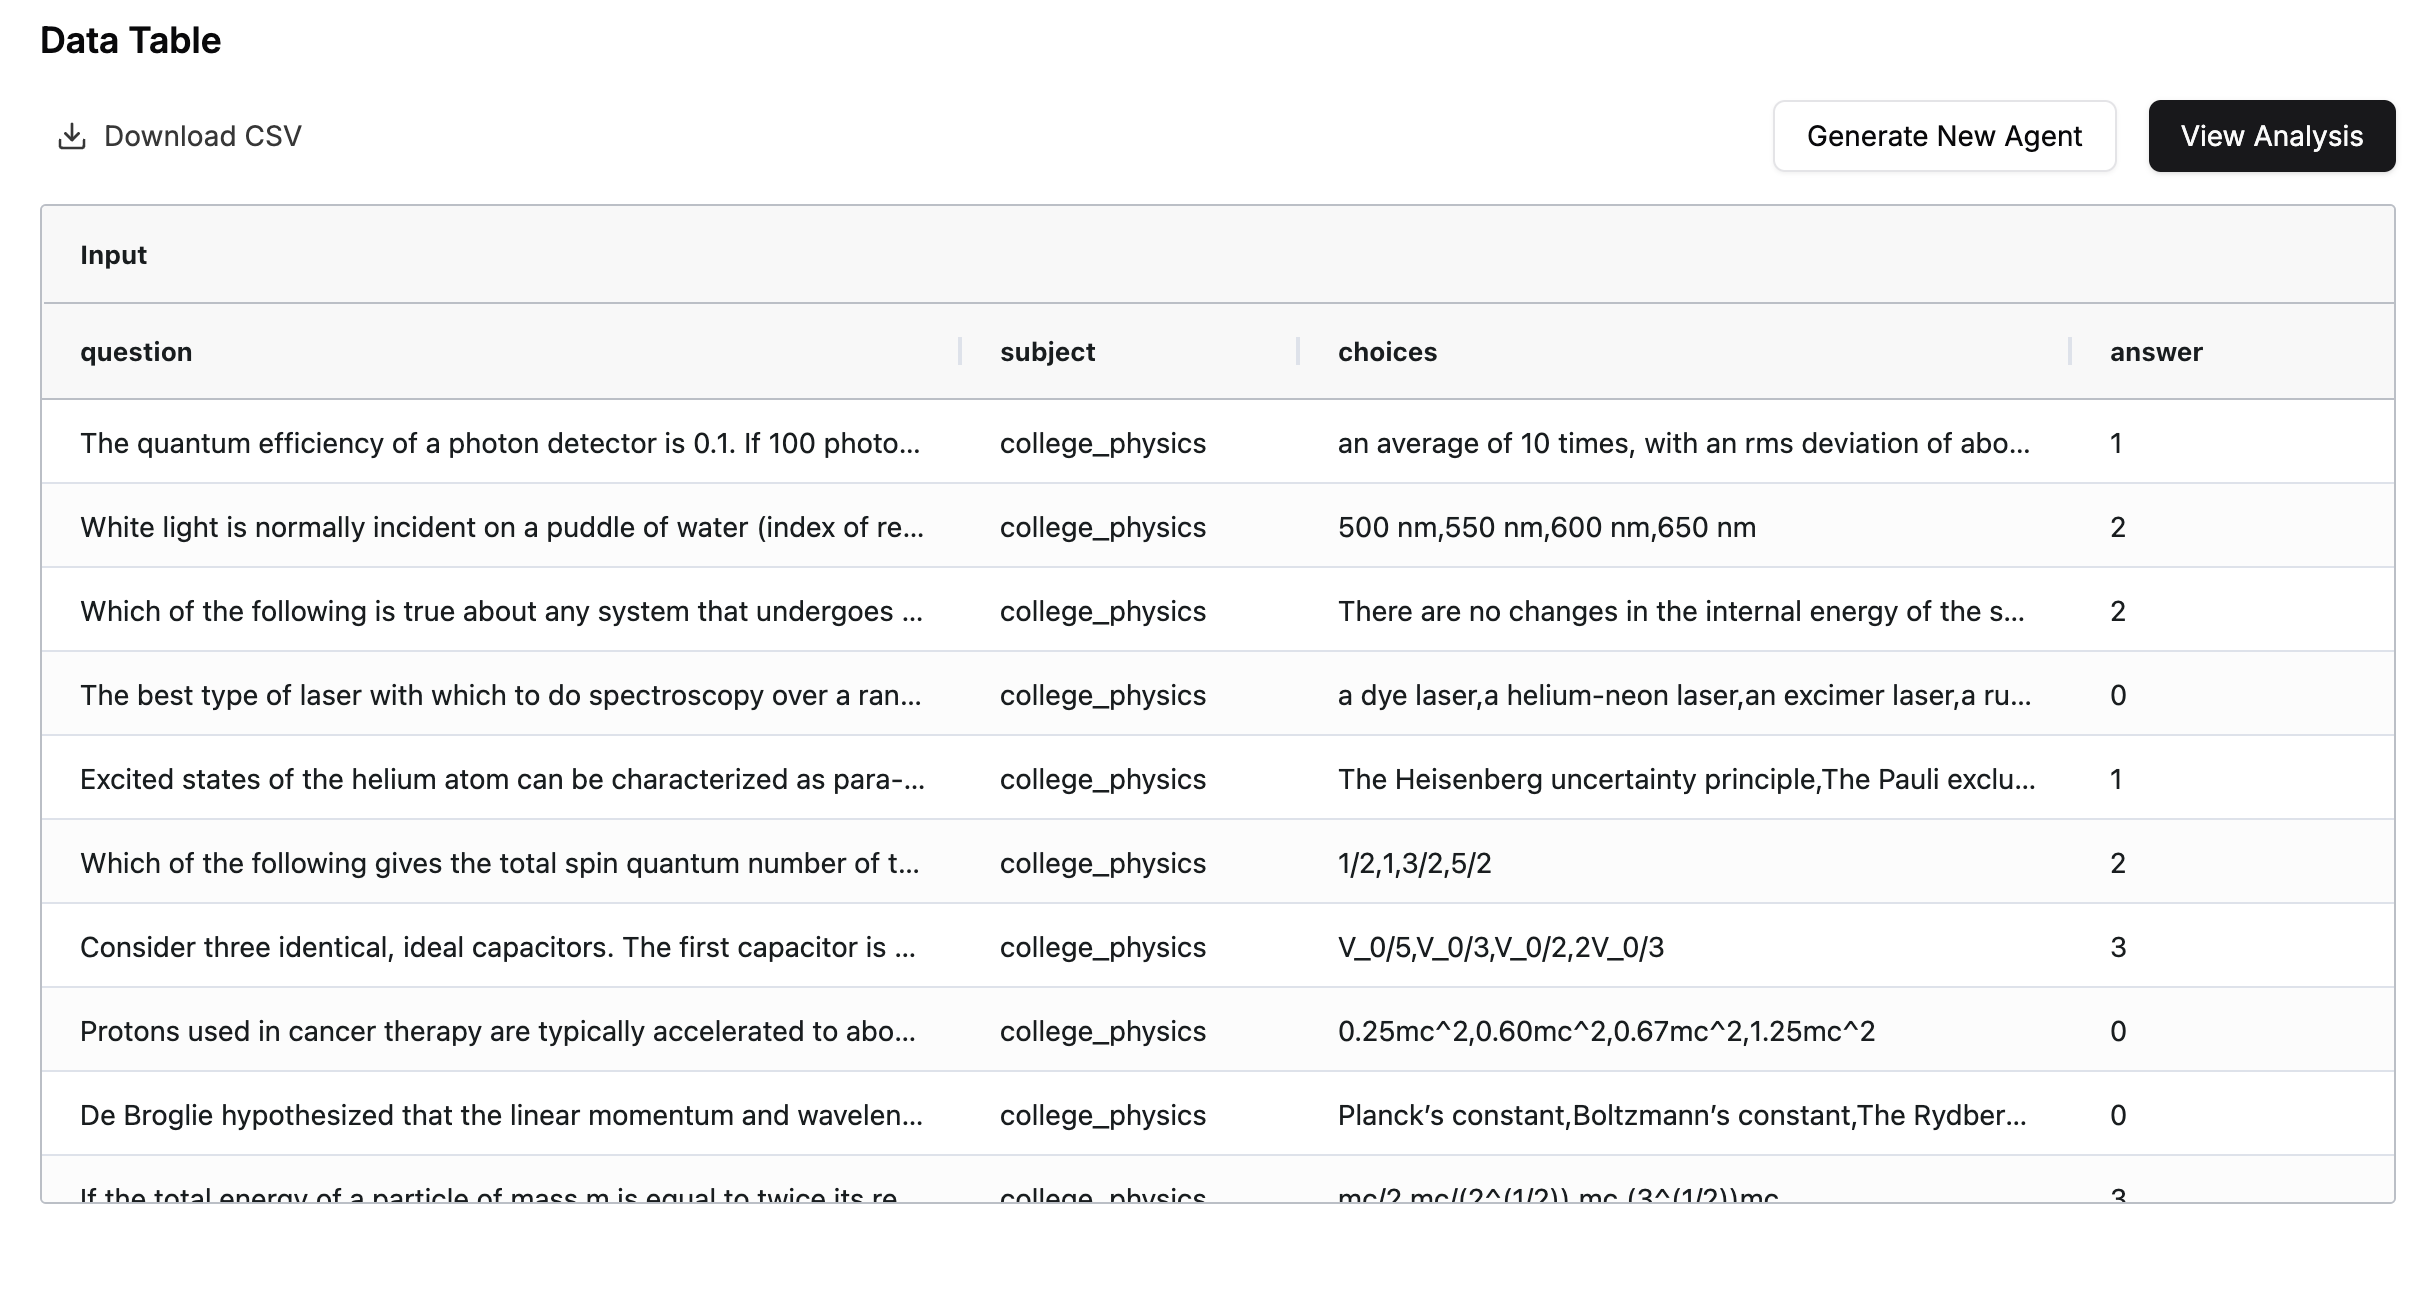 Data Table
Download CSV
Generate New Agent
View Analysis
Input
question subject choices answer
The quantum efficiency of a photon detector is 0.1. If 100 photo... college_physics an average of 10 times, with an rms deviation of abo... 1
White light is normally incident on a puddle of water (index of re... college_physics 500 nm,550 nm,600 nm,650 nm 2
Which of the following is true about any system that undergoes ... college_physics There are no changes in the internal energy of the s... 2
The best type of laser with which to do spectroscopy over a ran... college_physics a dye laser,a helium-neon laser,an excimer laser,a ru... 0
Excited states of the helium atom can be characterized as para-... college_physics The Heisenberg uncertainty principle,The Pauli exclu... 1
Which of the following gives the total spin quantum number of t... college_physics 1/2,1,3/2,5/2 2
Consider three identical, ideal capacitors. The first capacitor is ... college_physics V_0/5,V_0/3,V_0/2,2V_0/3 3
Protons used in cancer therapy are typically accelerated to abo... college_physics 0.25mc^2,0.60mc^2,0.67mc^2,1.25mc^2 0
De Broglie hypothesized that the linear momentum and wavelen... college_physics Planck’s constant,Boltzmann’s constant,The Rydber... 0
If the total energy of a particle of mass m is equal to twice its re college_physics mc/2,mc/(2^(1/2)),mc,(3^(1/2))mc 3